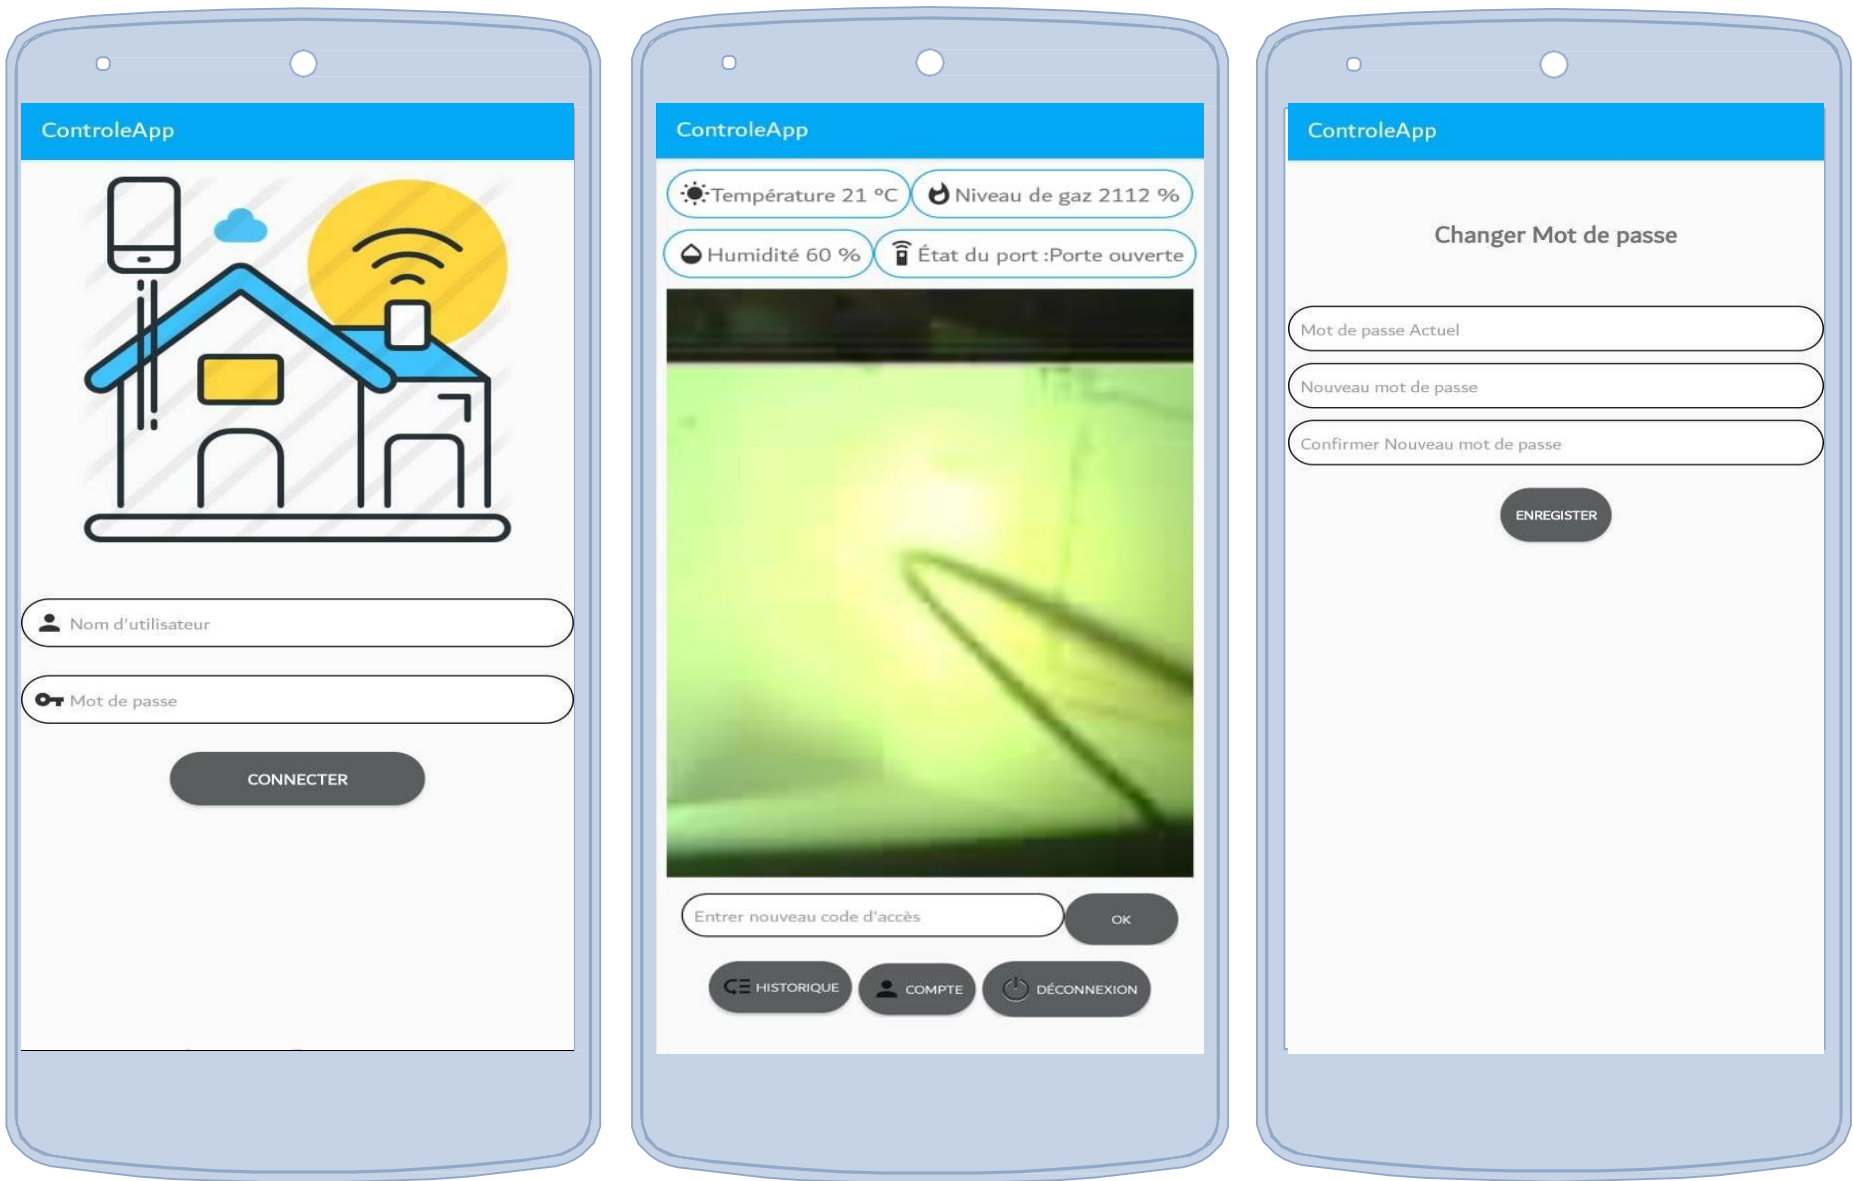 ControleApp
Nom d'utilisateur
Mot de passe
CONNECTER
ControleApp
Température 21 °C
Niveau de gaz 2112 %
Humidité 60 %
État du port :Porte ouverte
Entrer nouveau code d'accès
OK
HISTORIQUE
COMPTE
DÉCONNEXION
ControleApp
Changer Mot de passe
Mot de passe Actuel
Nouveau mot de passe
Confirmer Nouveau mot de passe
ENREGISTER